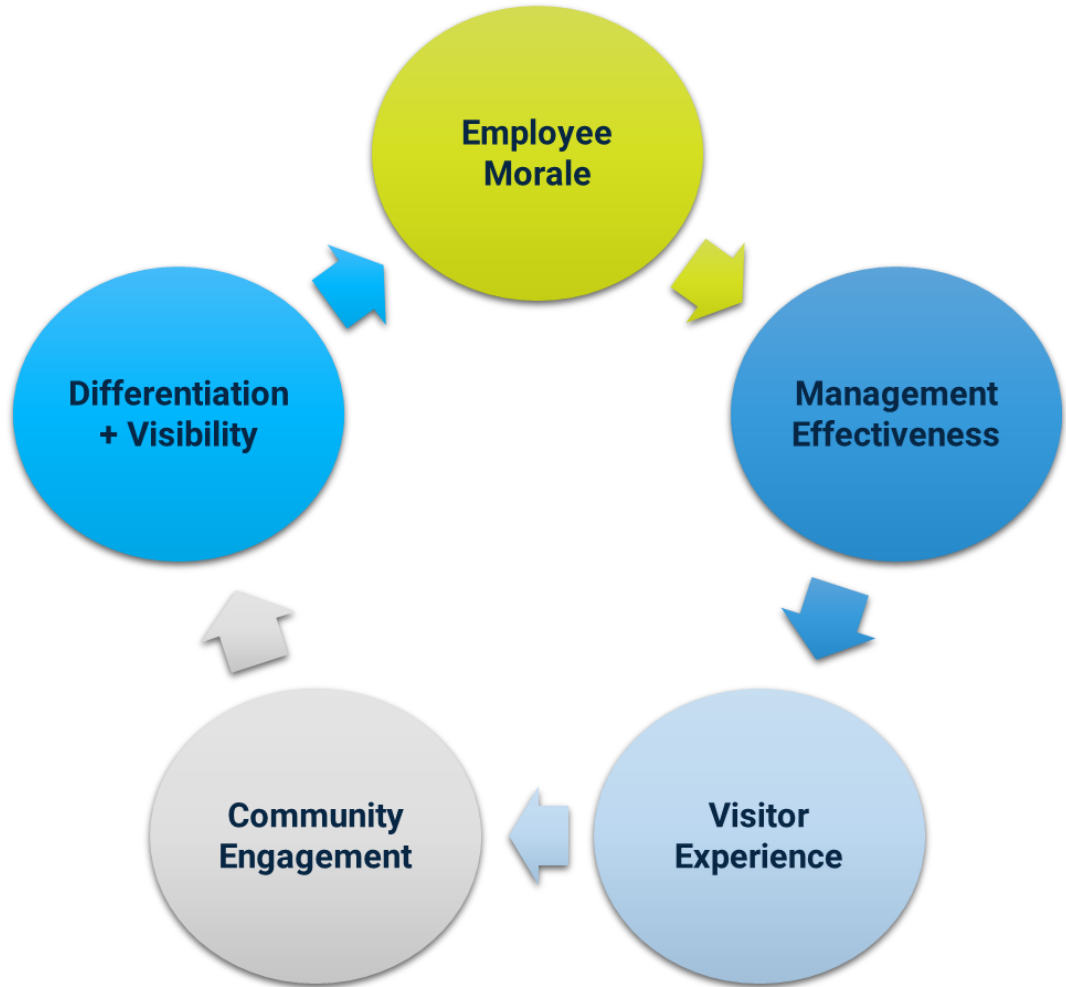 Employee
Morale
Management
Effectiveness
Visitor
Experience
Community
Engagement
Differentiation
+ Visibility